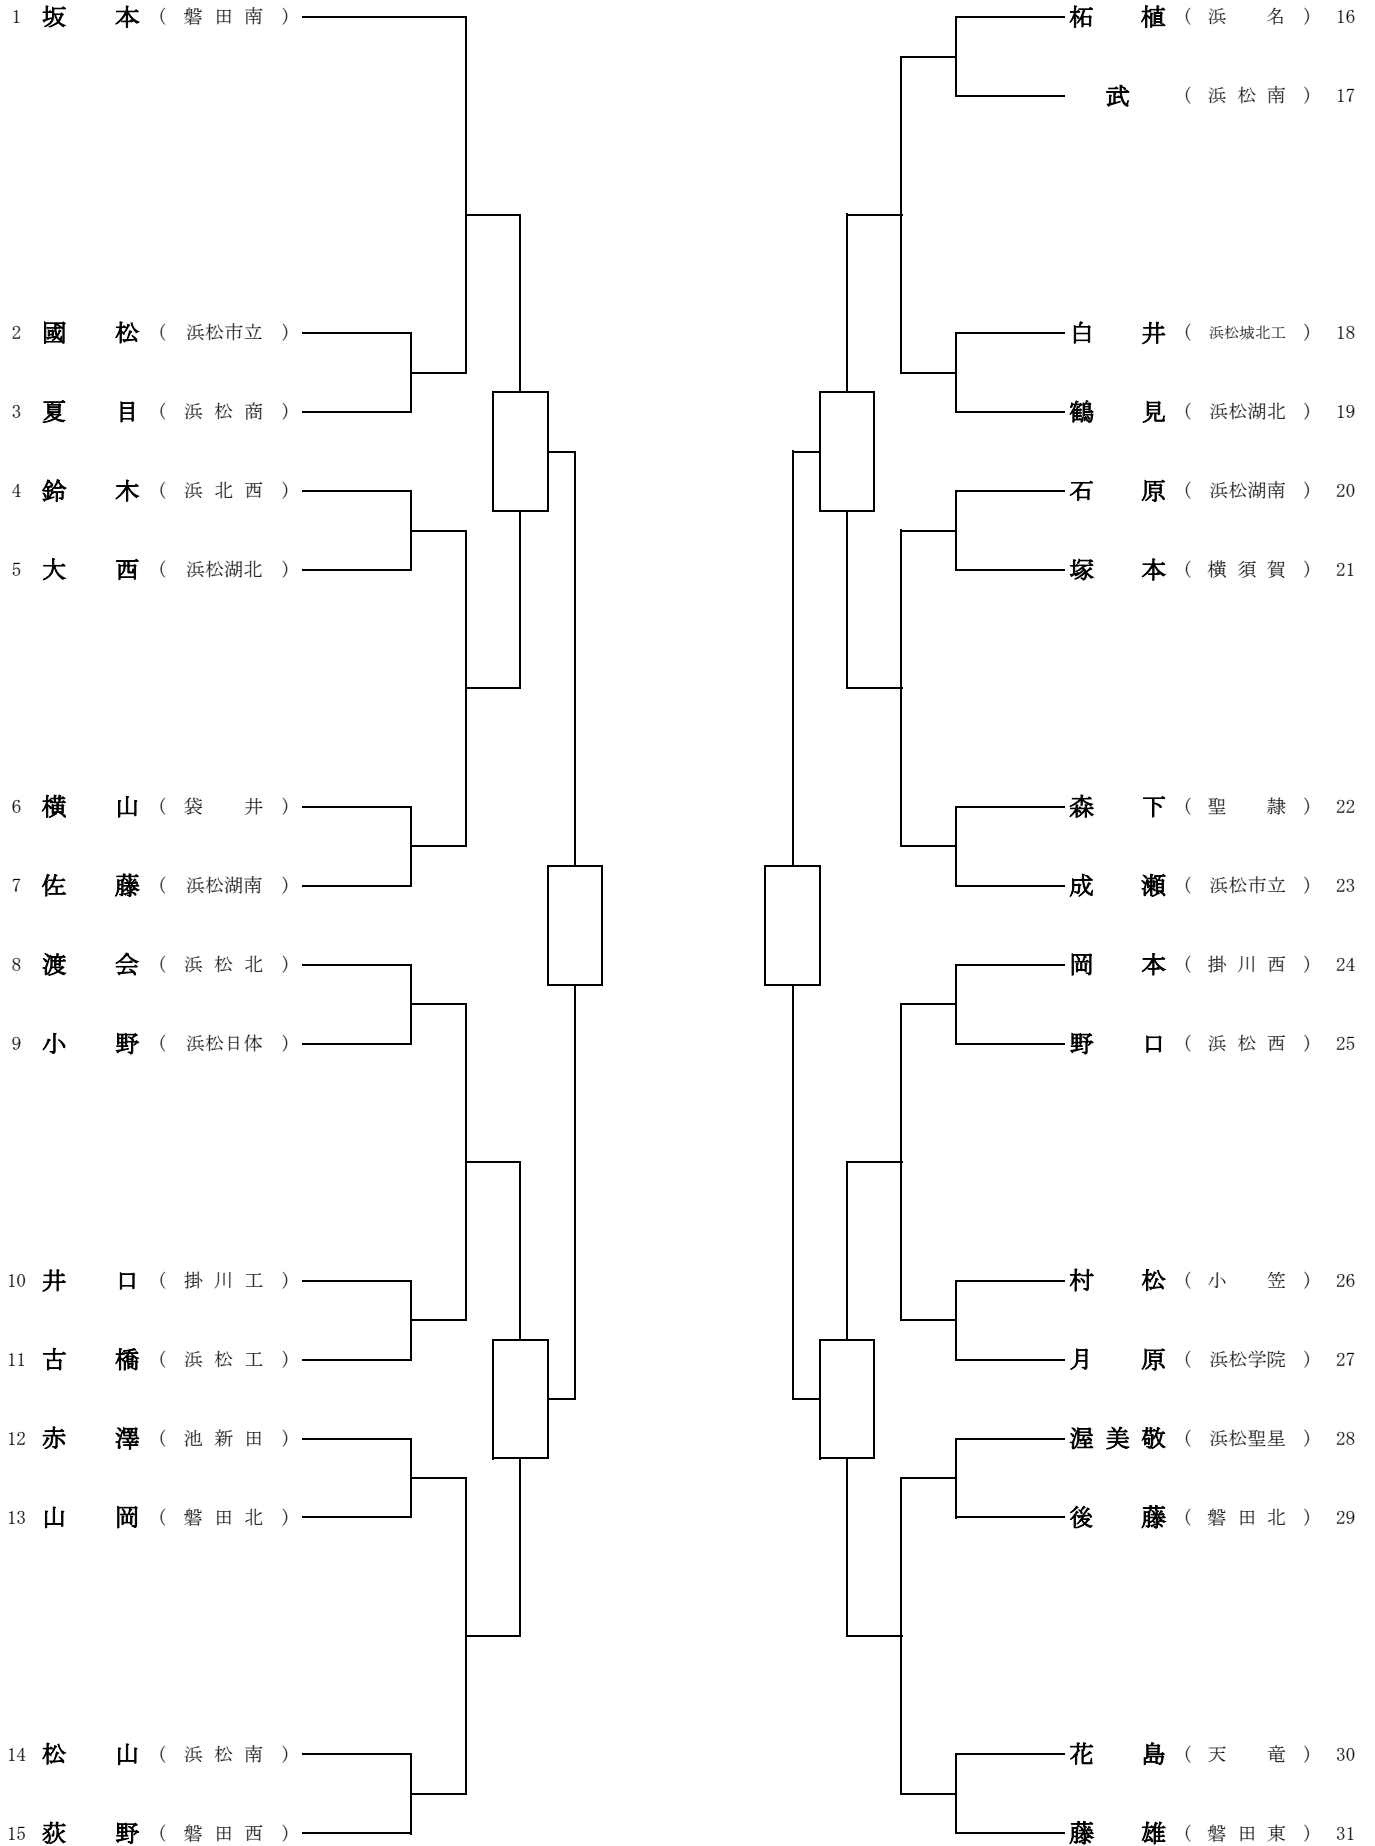 1 坂本 (磐田南)
2 國松 (浜松市立)
3 夏目 (浜松商)
4 鈴木 (浜北西)
5 大西 (浜松湖北)
6 横山 (袋井)
7 佐藤 (浜松湖南)
8 渡会 (浜松北)
9 小野 (浜松日体)
10 井口 (掛川工)
11 古橋 (浜松工)
12 赤澤 (池新田)
13 山岡 (磐田北)
14 松山 (浜松南)
15 荻野 (磐田西)
柘植 (浜名) 16
武 (浜松南) 17
白井 (浜松城北工) 18
鶴見 (浜松湖北) 19
石原 (浜松湖南) 20
塚本 (横須賀) 21
森下 (聖隷) 22
成瀬 (浜松市立) 23
岡本 (掛川西) 24
野口 (浜松西) 25
村松 (小笠) 26
月原 (浜松学院) 27
渥美敬 (浜松聖星) 28
後藤 (磐田北) 29
花島 (天竜) 30
藤雄 (磐田東) 31